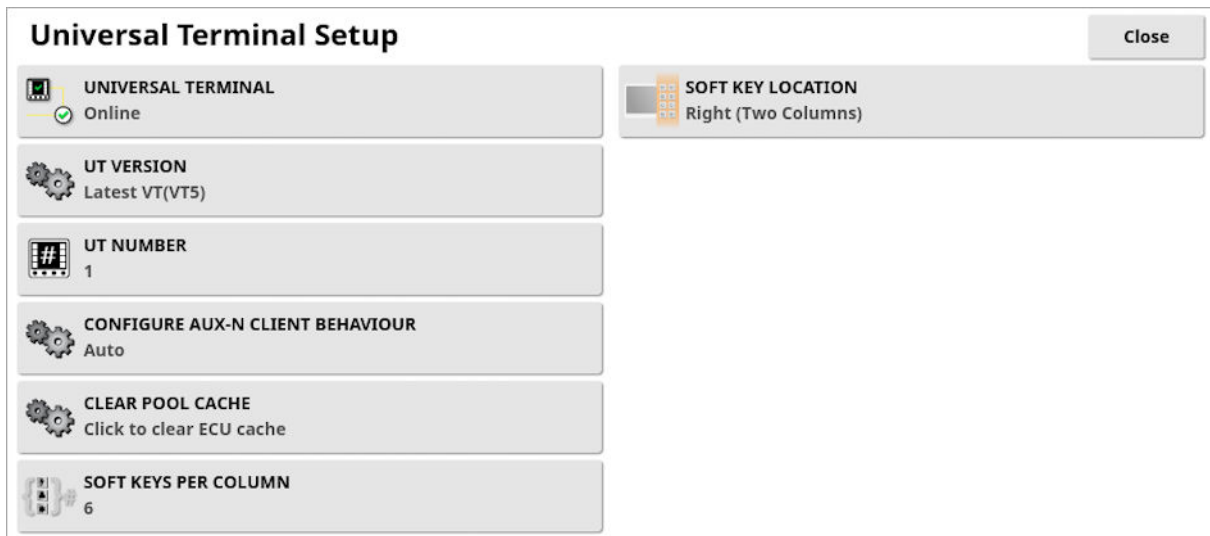 Universal Terminal Setup
Close
UNIVERSAL TERMINAL
Online
UT VERSION
Latest VT(VT5)
UT NUMBER
1
CONFIGURE AUX-N CLIENT BEHAVIOUR
Auto
CLEAR POOL CACHE
Click to clear ECU cache
SOFT KEYS PER COLUMN
6
SOFT KEY LOCATION
Right (Two Columns)